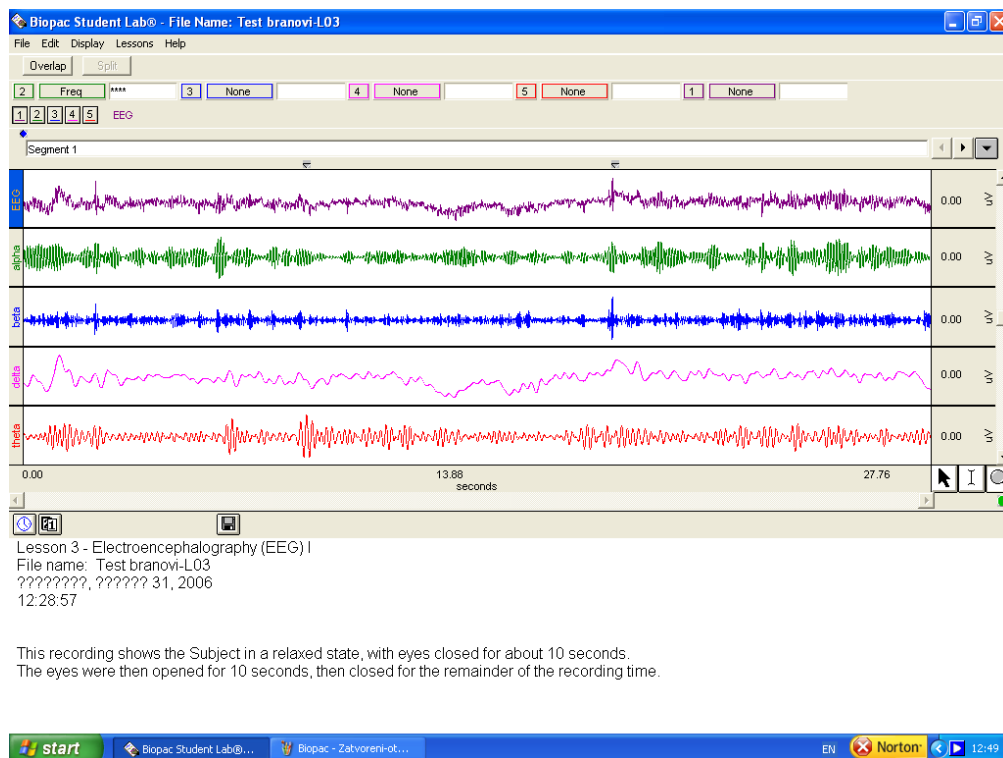 Biopac Student Lab® - File Name: Test branovi-L03
File Edit Display Lessons Help
Overlap Split
2 Freq **** 3 None 4 None 5 None 1 None
1 2 3 4 5 EEG
Segment 1
EEG 0.00 V
alpha 0.00 V
beta 0.00 V
delta 0.00 V
theta 0.00 V
0.00 13.88 27.76
seconds
Lesson 3 - Electroencephalography (EEG) I
File name: Test branovi-L03
????????, ?????? 31, 2006
12:28:57
This recording shows the Subject in a relaxed state, with eyes closed for about 10 seconds.
The eyes were then opened for 10 seconds, then closed for the remainder of the recording time.
start Biopac Student Lab®... Biopac - Zatvoreni-ot... EN Norton 12:49